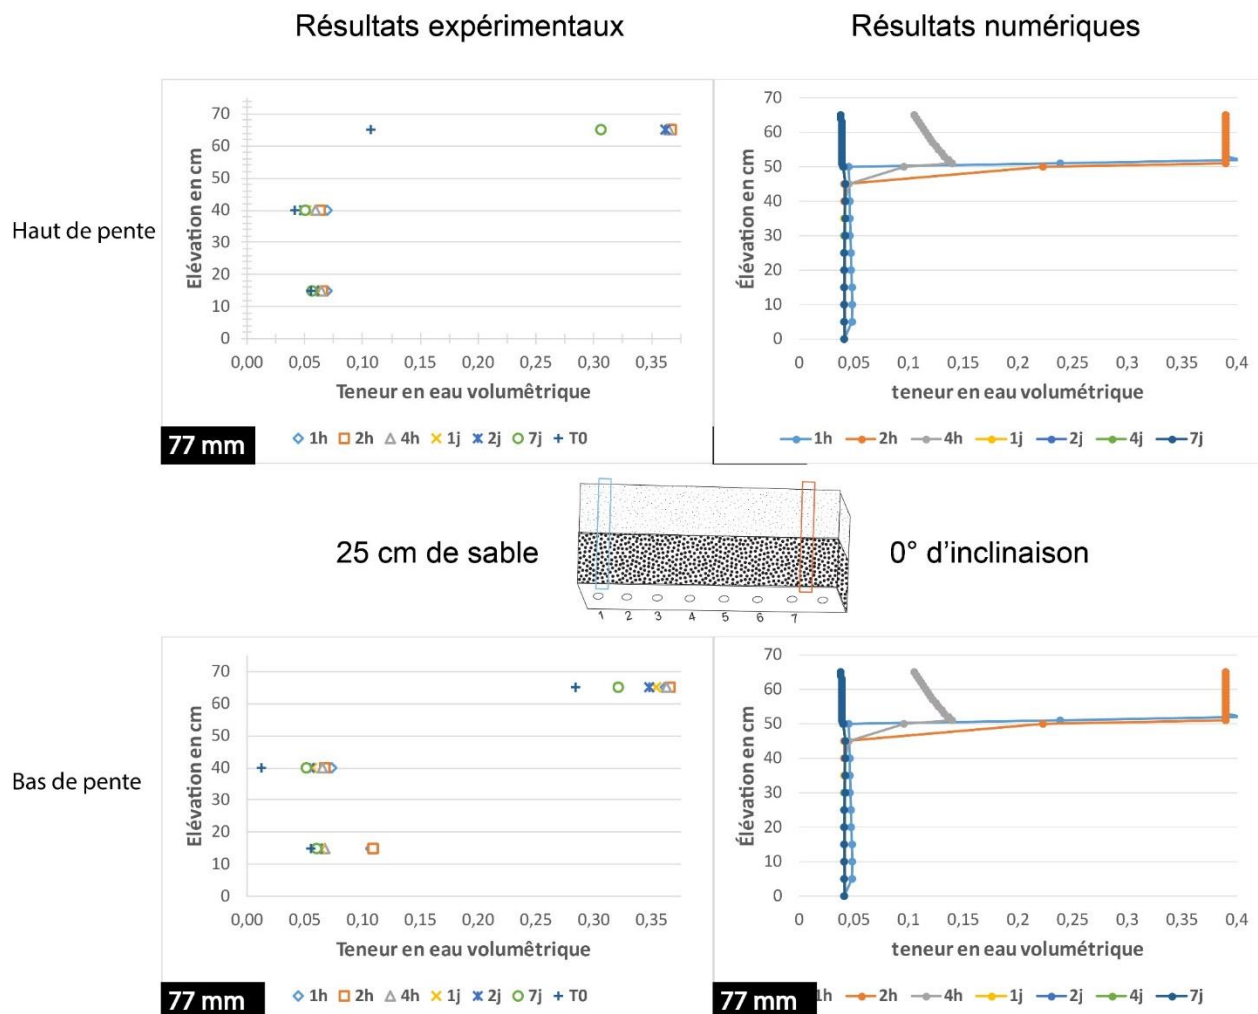 Résultats expérimentaux
Résultats numériques
Haut de pente
Elévation en cm
70
60
50
40
30
20
10
0
0,00 0,05 0,10 0,15 0,20 0,25 0,30 0,35
Teneur en eau volumêtrique
77 mm
1h 2h 4h 1j 2j 7j T0
Élévation en cm
70
60
50
40
30
20
10
0
0 0,05 0,1 0,15 0,2 0,25 0,3 0,35 0,4
teneur en eau volumétrique
1h 2h 4h 1j 2j 4j 7j
25 cm de sable
1 2 3 4 5 6 7
0° d'inclinaison
Bas de pente
Elévation en cm
70
60
50
40
30
20
10
0
0,00 0,05 0,10 0,15 0,20 0,25 0,30 0,35
Teneur en eau volumêtrique
77 mm
1h 2h 4h 1j 2j 7j T0
Élévation en cm
70
60
50
40
30
20
10
0
0 0,05 0,1 0,15 0,2 0,25 0,3 0,35 0,4
teneur en eau volumétrique
77 mm
1h 2h 4h 1j 2j 4j 7j